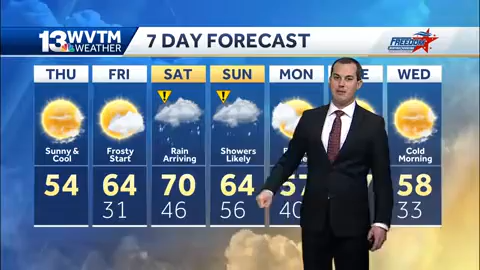 13 WVTM
WEATHER
7 DAY FORECAST
FREEDOM
THU FRI SAT SUN MON WED
Sunny & Cool
Frosty Start
Rain Arriving
Showers Likely
Cold Morning
54 64 70 64 57 58
31 46 56 40 33